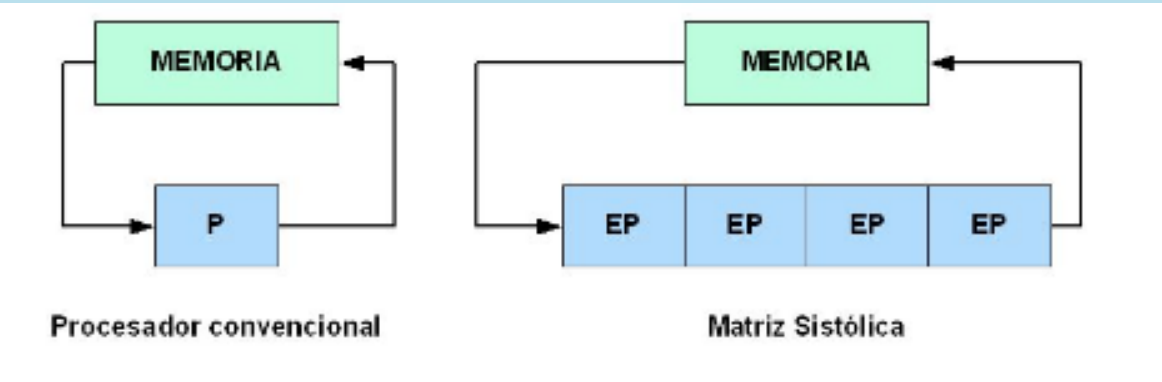 MEMORIA
MEMORIA
P
EP EP EP EP
Procesador convencional
Matriz Sistólica